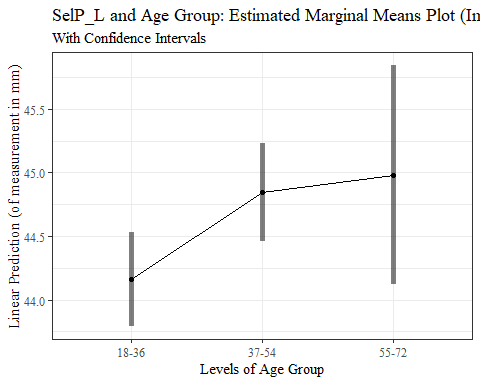 SelP_L and Age Group: Estimated Marginal Means Plot (In
With Confidence Intervals
Linear Prediction (of measurement in mm)
45.5
45.0
44.5
44.0
18-36
37-54
55-72
Levels of Age Group